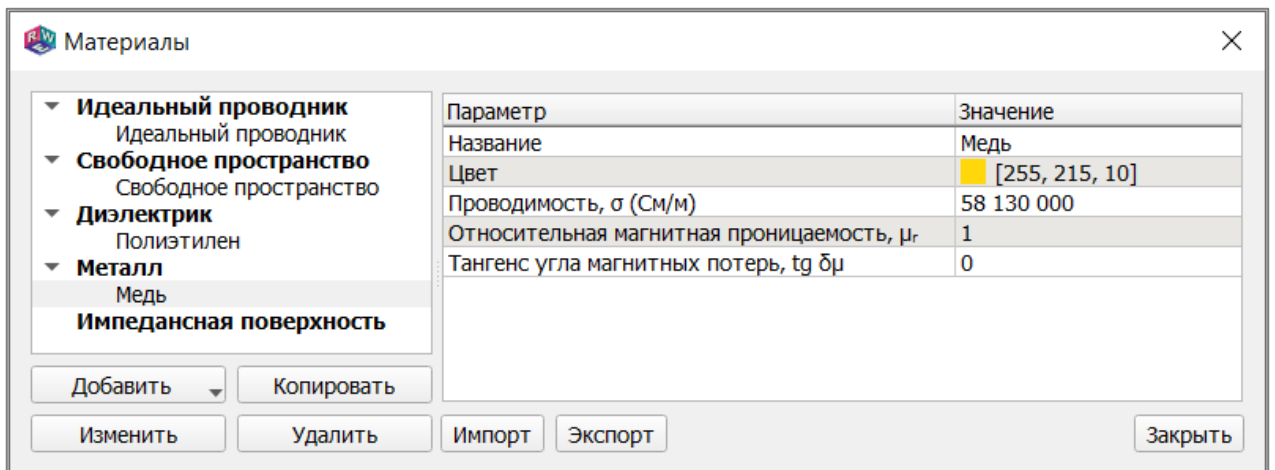 Материалы
Идеальный проводник
Идеальный проводник
Свободное пространство
Свободное пространство
Диэлектрик
Полиэтилен
Металл
Медь
Импедансная поверхность
Параметр Значение
Название Медь
Цвет [255, 215, 10]
Проводимость, σ (См/м) 58 130 000
Относительная магнитная проницаемость, μᵣ 1
Тангенс угла магнитных потерь, tg δμ 0
Добавить Копировать
Изменить Удалить Импорт Экспорт Закрыть